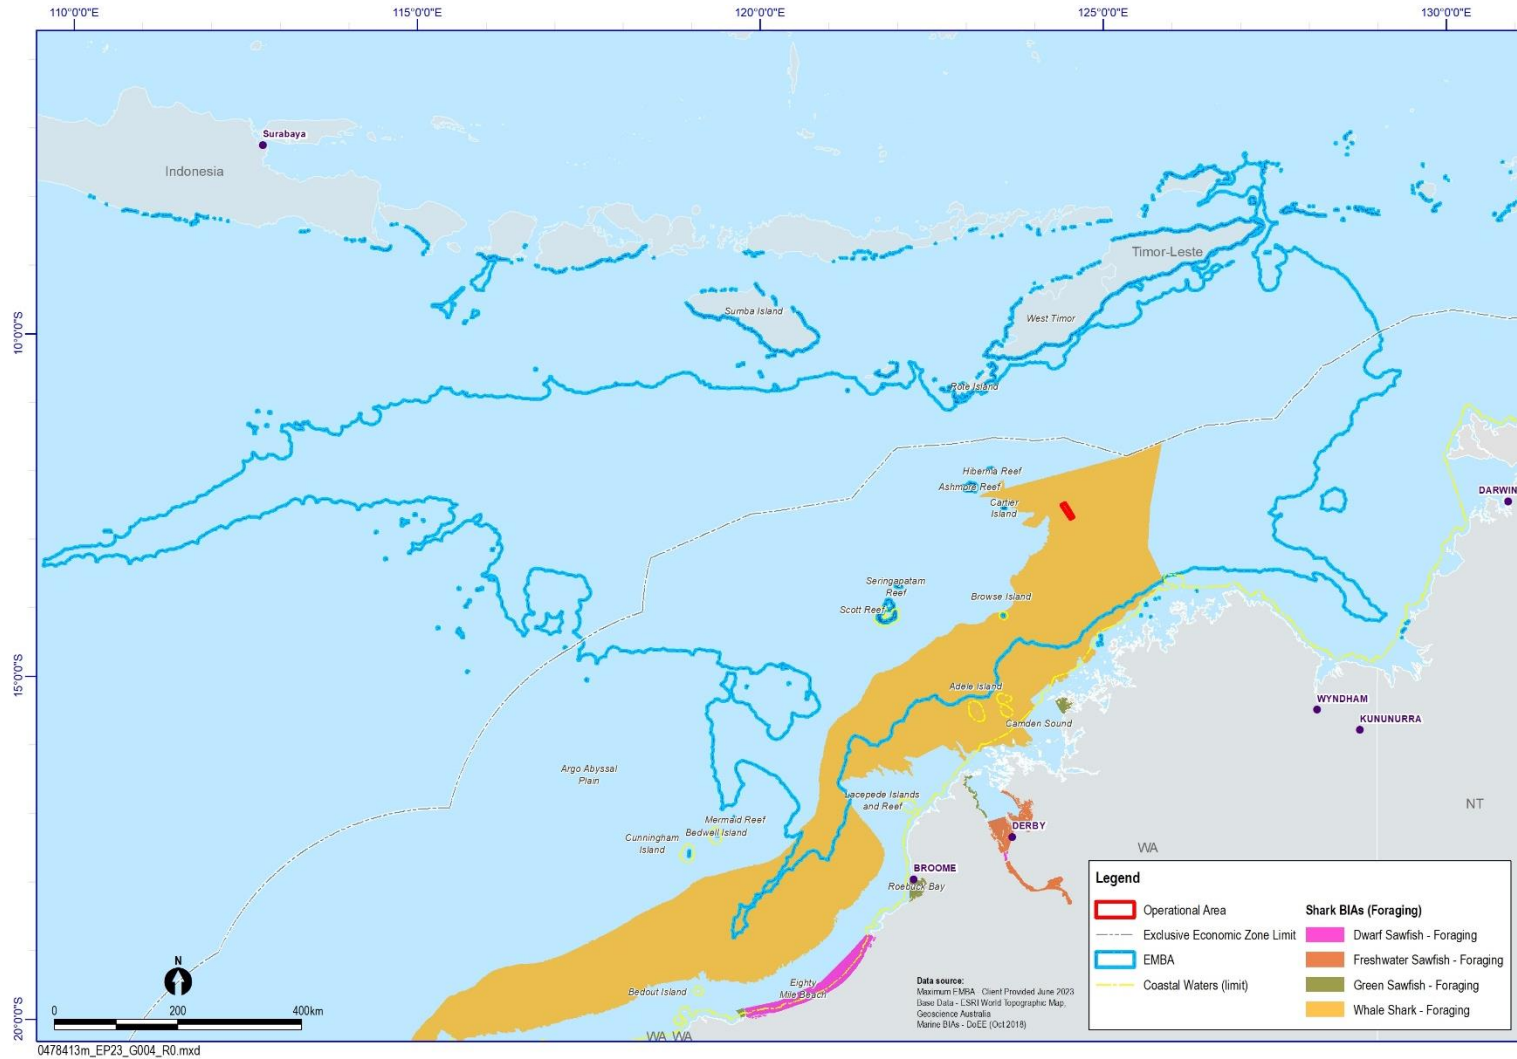 110°0'0"E
115°0'0"E
120°0'0"E
125°0'0"E
130°0'0"E
Surabaya
Indonesia
Timor-Leste
Sumba Island
West Timor
10°0'0"S
Rote Island
Hibernia Reef
Ashmore Reef
Cartier
Island
DARWIN
Seringapatam
Reef
Browse Island
Scott Reef
15°0'0"S
Adele Island
WYNDHAM
Camden Sound
KUNUNURRA
Argo Abyssal
Plain
Lacepede Islands
and Reef
NT
Mermaid Reef
Bedwell Island
Cunningham
Island
DERBY
WA
BROOME
Roebuck Bay
Eighty
Mile Beach
Bedout Island
20°0'0"S
WA WA
N
0
200
400km
Legend
Operational Area
Exclusive Economic Zone Limit
EMBA
Coastal Waters (limit)
Shark BIAs (Foraging)
Dwarf Sawfish - Foraging
Freshwater Sawfish - Foraging
Green Sawfish - Foraging
Whale Shark - Foraging
Data source:
Maximum EMBA - Client Provided June 2023
Base Data - ESRI World Topographic Map,
Geoscience Australia
Marine BIAs - DoEE (Oct 2018)
0478413m_EP23_G004_R0.mxd